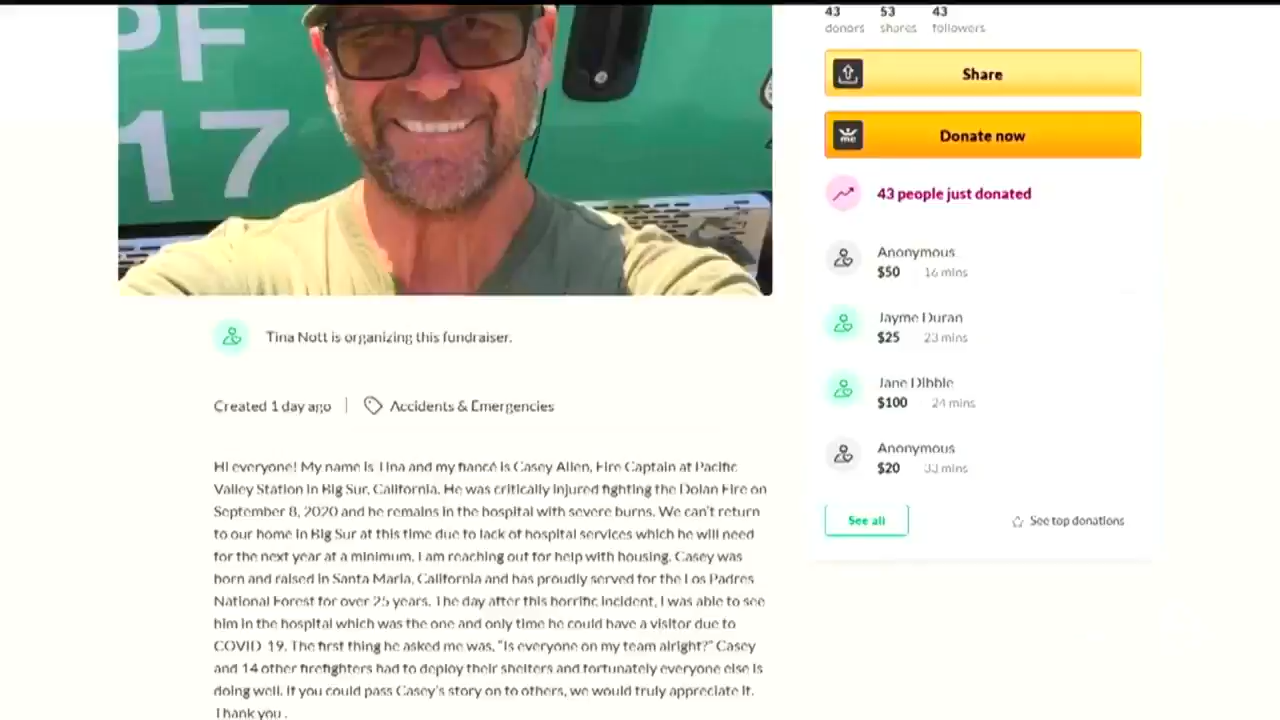 PF
17
43 53 43
donors shares followers
Share
me Donate now
43 people just donated
Anonymous
$50 16 mins
Jayme Duran
$25 23 mins
Jane Dibble
$100 24 mins
Anonymous
$20 33 mins
See all See top donations
Tina Nott is organizing this fundraiser.
Created 1 day ago | Accidents & Emergencies
Hi everyone! My name is Tina and my fiancé is Casey Allen, Fire Captain at Pacific
Valley Station in Big Sur, California. He was critically injured fighting the Dolan Fire on
September 8, 2020 and he remains in the hospital with severe burns. We can't return
to our home in Big Sur at this time due to lack of hospital services which he will need
for the next year at a minimum. I am reaching out for help with housing. Casey was
born and raised in Santa Maria, California and has proudly served for the Los Padres
National Forest for over 25 years. The day after this horrific incident, I was able to see
him in the hospital which was the one and only time he could have a visitor due to
COVID-19. The first thing he asked me was, "Is everyone on my team alright?" Casey
and 14 other firefighters had to deploy their shelters and fortunately everyone else is
doing well. If you could pass Casey's story on to others, we would truly appreciate it.
Thank you .